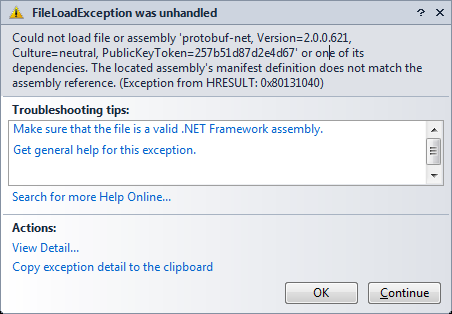 FileLoadException was unhandled
Could not load file or assembly 'protobuf-net, Version=2.0.0.621,
Culture=neutral, PublicKeyToken=257b51d87d2e4d67' or one of its
dependencies. The located assembly's manifest definition does not match the
assembly reference. (Exception from HRESULT: 0x80131040)
Troubleshooting tips:
Make sure that the file is a valid .NET Framework assembly.
Get general help for this exception.
Search for more Help Online...
Actions:
View Detail...
Copy exception detail to the clipboard
OK Continue